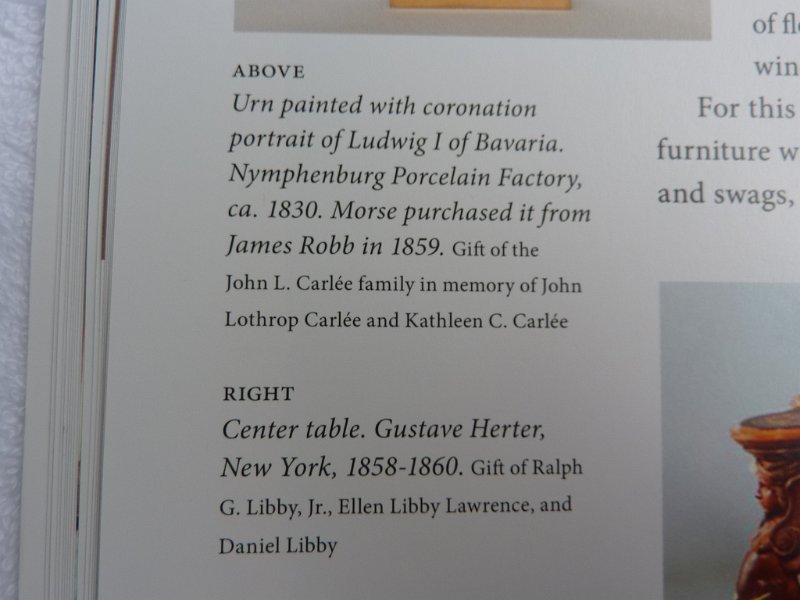 ABOVE
Urn painted with coronation
portrait of Ludwig I of Bavaria.
Nymphenburg Porcelain Factory,
ca. 1830. Morse purchased it from
James Robb in 1859. Gift of the
John L. Carlée family in memory of John
Lothrop Carlée and Kathleen C. Carlée
RIGHT
Center table. Gustave Herter,
New York, 1858-1860. Gift of Ralph
G. Libby, Jr., Ellen Libby Lawrence, and
Daniel Libby
of
For this
furniture
and swags,